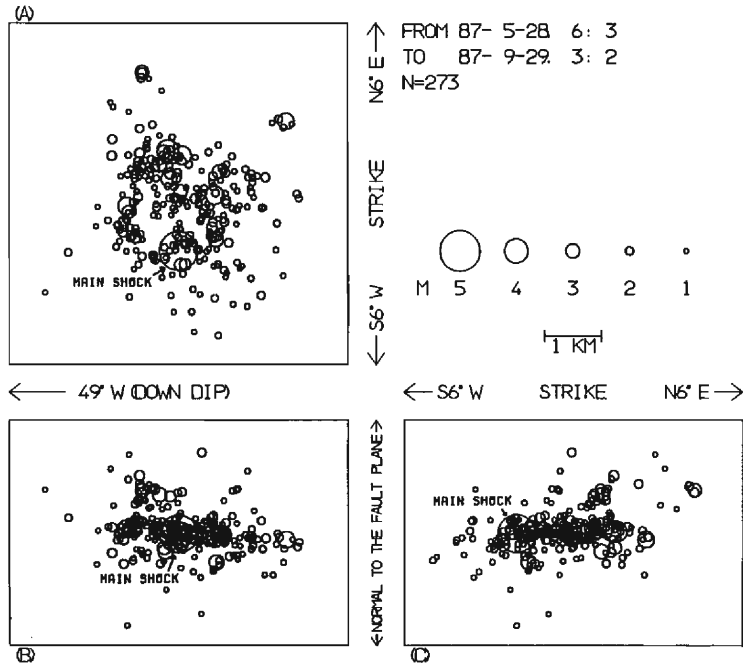 (A)
FROM 87- 5-28. 6: 3
TO 87- 9-29. 3: 2
N=273
N6° E
STRIKE
S6° W
MAIN SHOCK
M 5 4 3 2 1
1 KM
49° W (DOWN DIP)
S6° W STRIKE N6° E
MAIN SHOCK
NORMAL TO THE FAULT PLANE
MAIN SHOCK
(B)
(C)